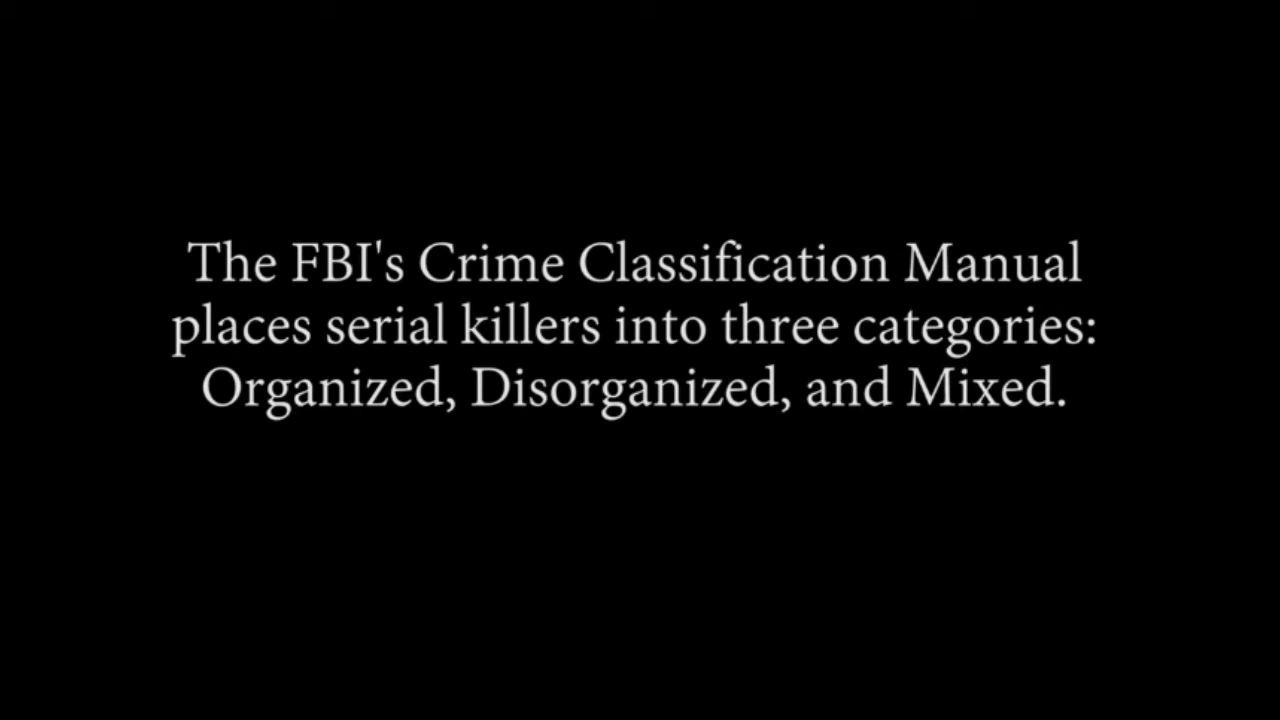 The FBI's Crime Classification Manual
places serial killers into three categories:
Organized, Disorganized, and Mixed.